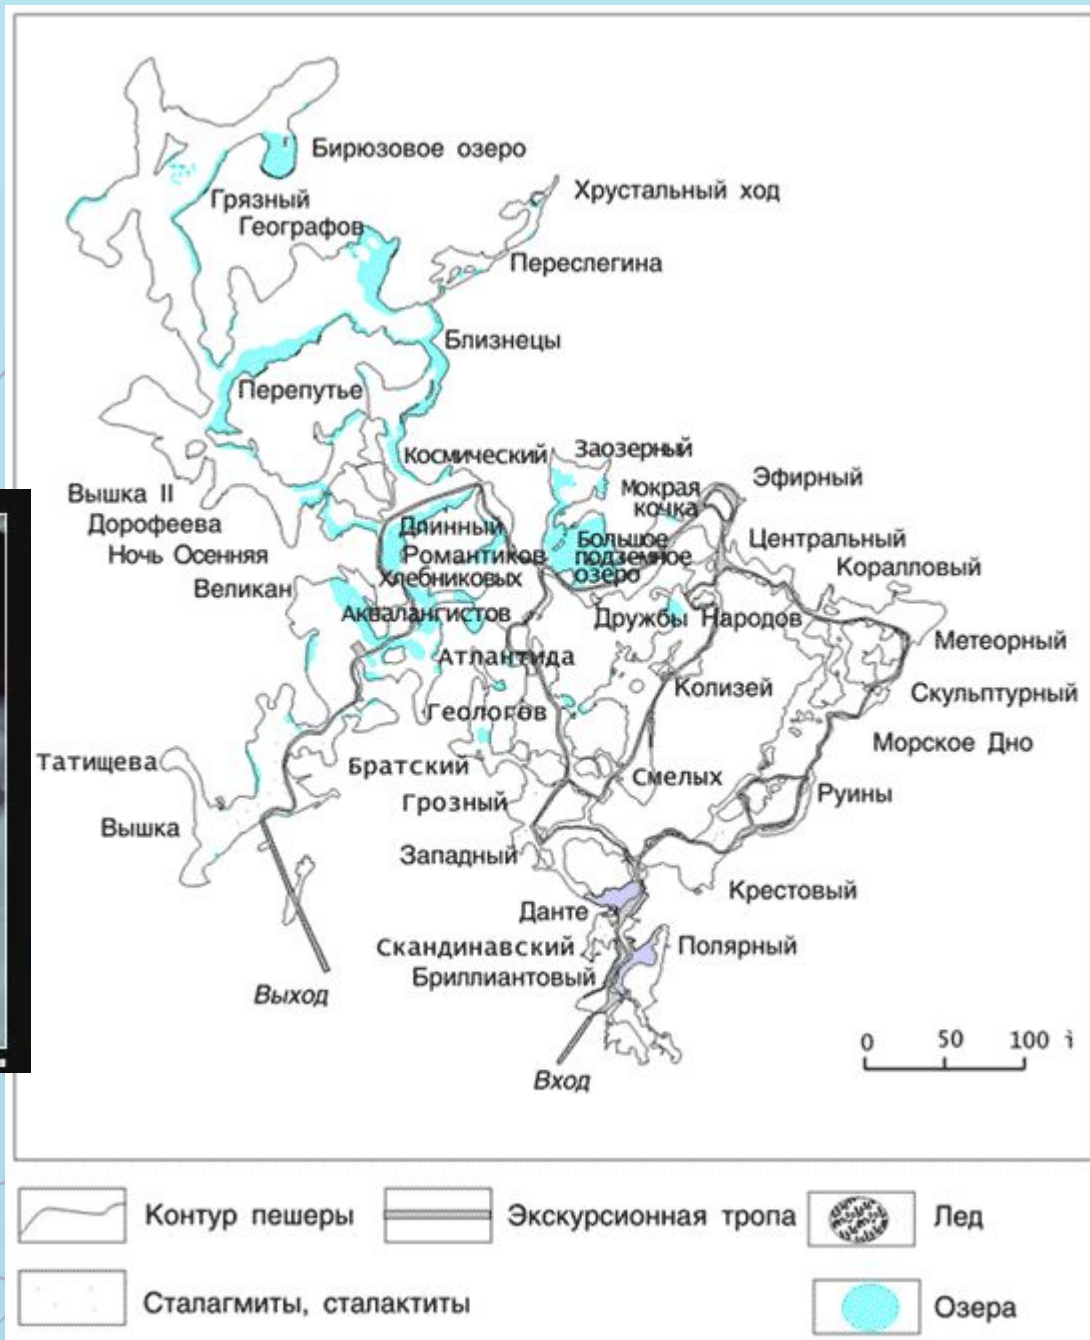 Бирюзовое озеро
Хрустальный ход
Грязный
Географов
Переслегина
Близнецы
Перепутье
Космический
Заозерный
Эфирный
Мокрая
кочка
Вышка II
Дорофеева
Ночь Осенняя
Длинный
Большое
подземное
озеро
Центральный
Романтиков
Коралловый
Хлебниковых
Великан
Аквалангистов
Дружбы Народов
Метеорный
Атлантида
Колизей
Скульптурный
Геологов
Морское Дно
Татищева
Братский
Смелых
Руины
Грозный
Вышка
Западный
Крестовый
Данте
Скандинавский
Полярный
Бриллиантовый
Выход
Вход
0 50 100 ì
Контур пешеры
Экскурсионная тропа
Лед
Сталагмиты, сталактиты
Озера